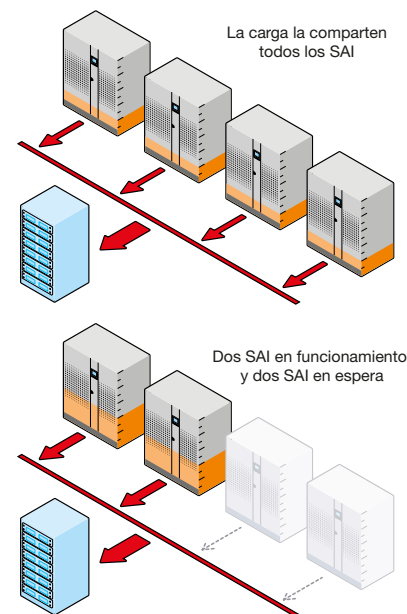 La carga la comparten
todos los SAI
Dos SAI en funcionamiento
y dos SAI en espera